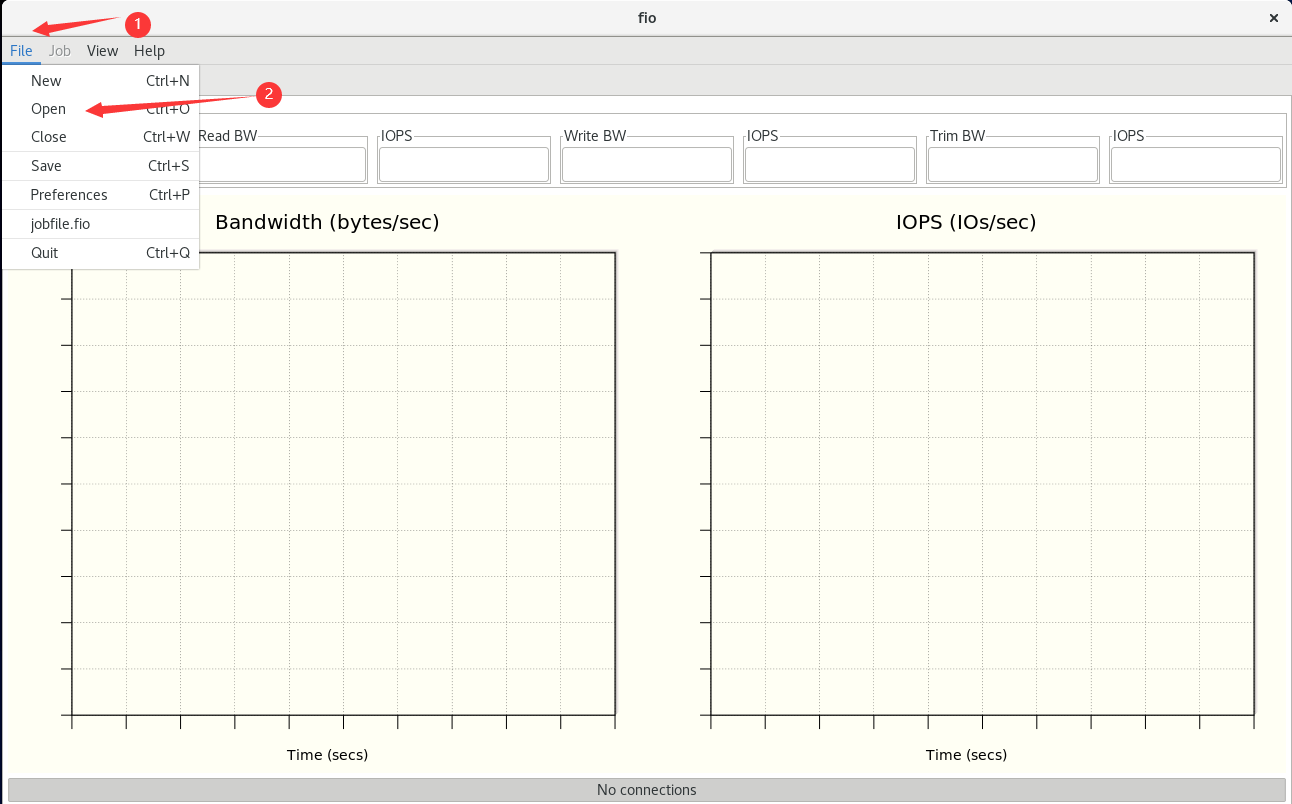 fio
1
File Job View Help
New Ctrl+N
2
Open Ctrl+O
Close Ctrl+W
Read BW IOPS Write BW IOPS Trim BW IOPS
Save Ctrl+S
Preferences Ctrl+P
jobfile.fio
Quit Ctrl+Q
Bandwidth (bytes/sec) IOPS (IOs/sec)
Time (secs) Time (secs)
No connections